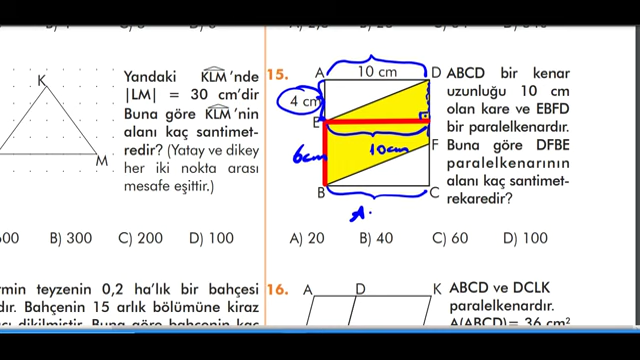 K
M
Yandaki KLM'nde
|LM| = 30 cm'dir
Buna göre KLM'nin
alanı kaç santimet-
redir? (Yatay ve dikey
her iki nokta arası
mesafe eşittir.)
B) 300 C) 200 D) 100
0,2 ha'lık bir bahçesi
Bahçenin 15 arlık bölümüne kiraz
15.
A 10 cm D
4 cm
E
6cm
10cm
F
B C
A.
ABCD bir kenar
uzunluğu 10 cm
olan kare ve EBFD
bir paralelkenardır.
Buna göre DFBE
paralelkenarının
alanı kaç santimet-
rekaredir?
A) 20 B) 40 C) 60 D) 100
16.
A D K
ABCD ve DCLK
paralelkenardır.
A(ABCD)= 36 cm²